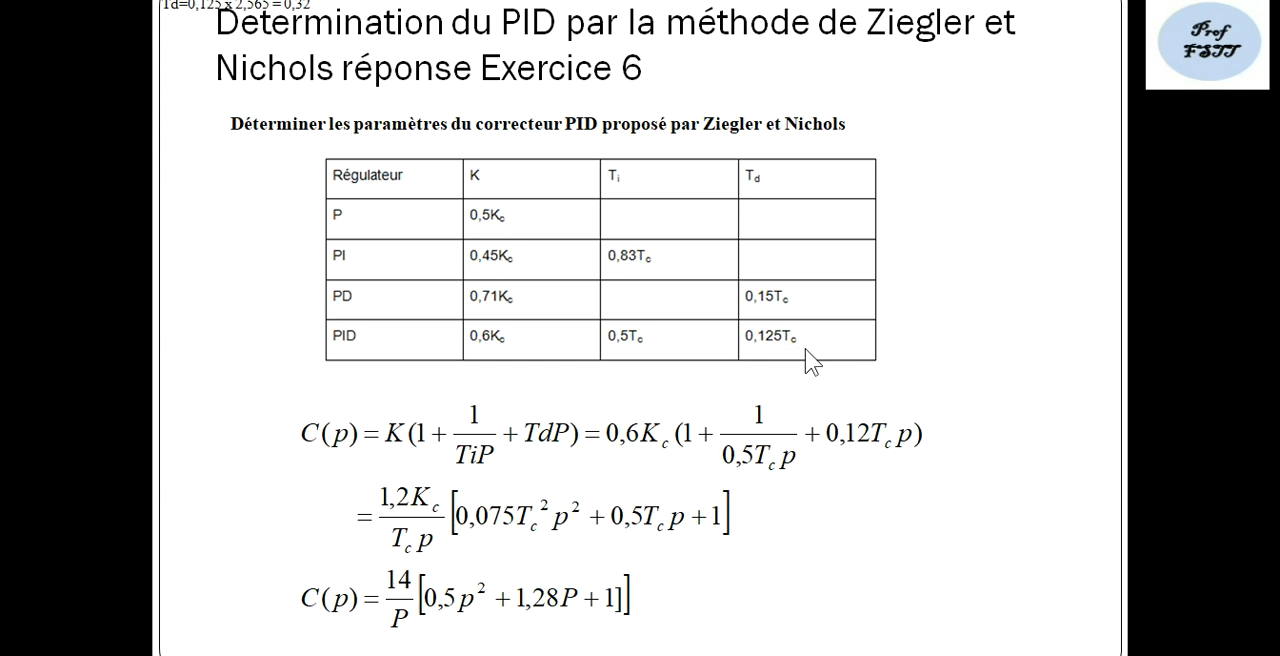 Td=0,125 x 2,565 = 0,32
Détermination du PID par la méthode de Ziegler et
Nichols réponse Exercice 6
Prof
FSTT
Déterminer les paramètres du correcteur PID proposé par Ziegler et Nichols
Régulateur K Ti Td
P 0,5Kc
PI 0,45Kc 0,83Tc
PD 0,71Kc 0,15Tc
PID 0,6Kc 0,5Tc 0,125Tc
C(p) = K(1 + 1/TiP + TdP) = 0,6Kc(1 + 1/0,5Tcp + 0,12Tcp)
= 1,2Kc/Tcp [0,075Tc²p² + 0,5Tcp + 1]
C(p) = 14/P [0,5p² + 1,28P + 1]]